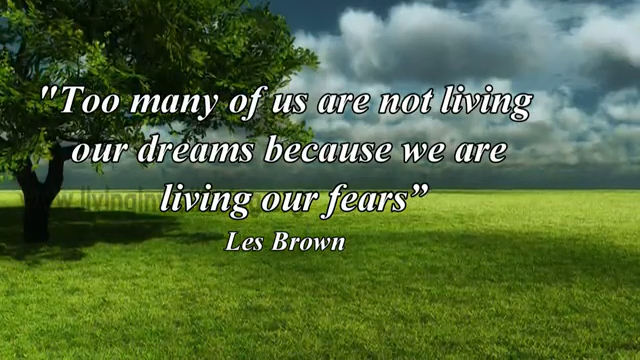 "Too many of us are not living
our dreams because we are
living our fears”
Les Brown